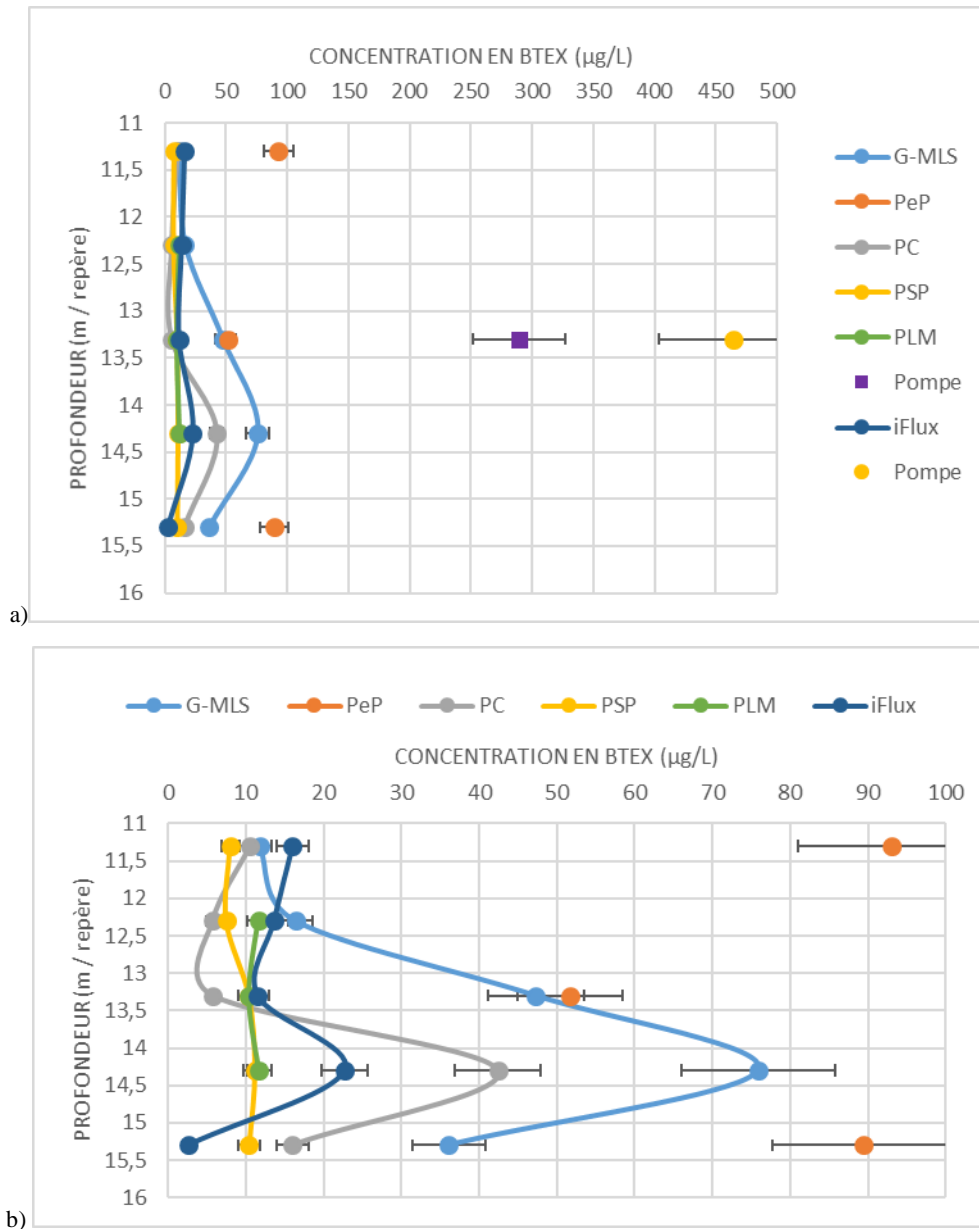 CONCENTRATION EN BTEX (µg/L)
0 50 100 150 200 250 300 350 400 450 500
PROFONDEUR (m / repère)
11
11,5
12
12,5
13
13,5
14
14,5
15
15,5
16
G-MLS
PeP
PC
PSP
PLM
Pompe
iFlux
Pompe
a)
G-MLS PeP PC PSP PLM iFlux
CONCENTRATION EN BTEX (µg/L)
0 10 20 30 40 50 60 70 80 90 100
PROFONDEUR (m / repère)
11
11,5
12
12,5
13
13,5
14
14,5
15
15,5
16
b)